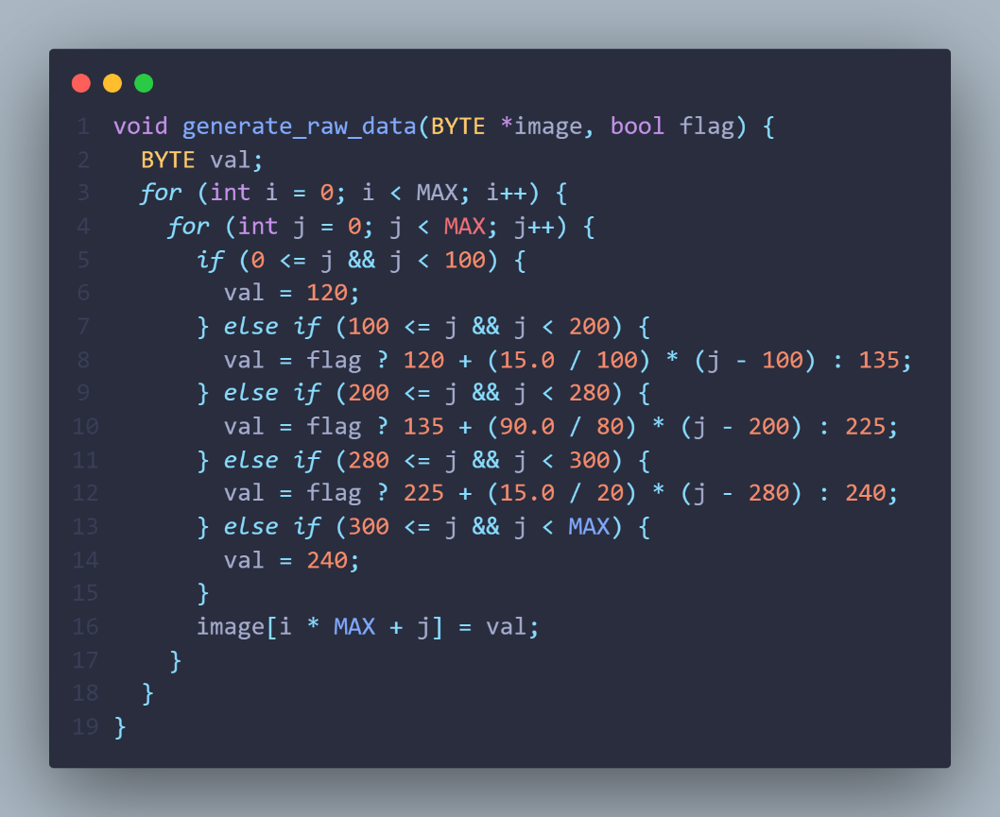 1 void generate_raw_data(BYTE *image, bool flag) {
2   BYTE val;
3   for (int i = 0; i < MAX; i++) {
4     for (int j = 0; j < MAX; j++) {
5       if (0 <= j && j < 100) {
6         val = 120;
7       } else if (100 <= j && j < 200) {
8         val = flag ? 120 + (15.0 / 100) * (j - 100) : 135;
9       } else if (200 <= j && j < 280) {
10         val = flag ? 135 + (90.0 / 80) * (j - 200) : 225;
11       } else if (280 <= j && j < 300) {
12         val = flag ? 225 + (15.0 / 20) * (j - 280) : 240;
13       } else if (300 <= j && j < MAX) {
14         val = 240;
15       }
16       image[i * MAX + j] = val;
17     }
18   }
19 }